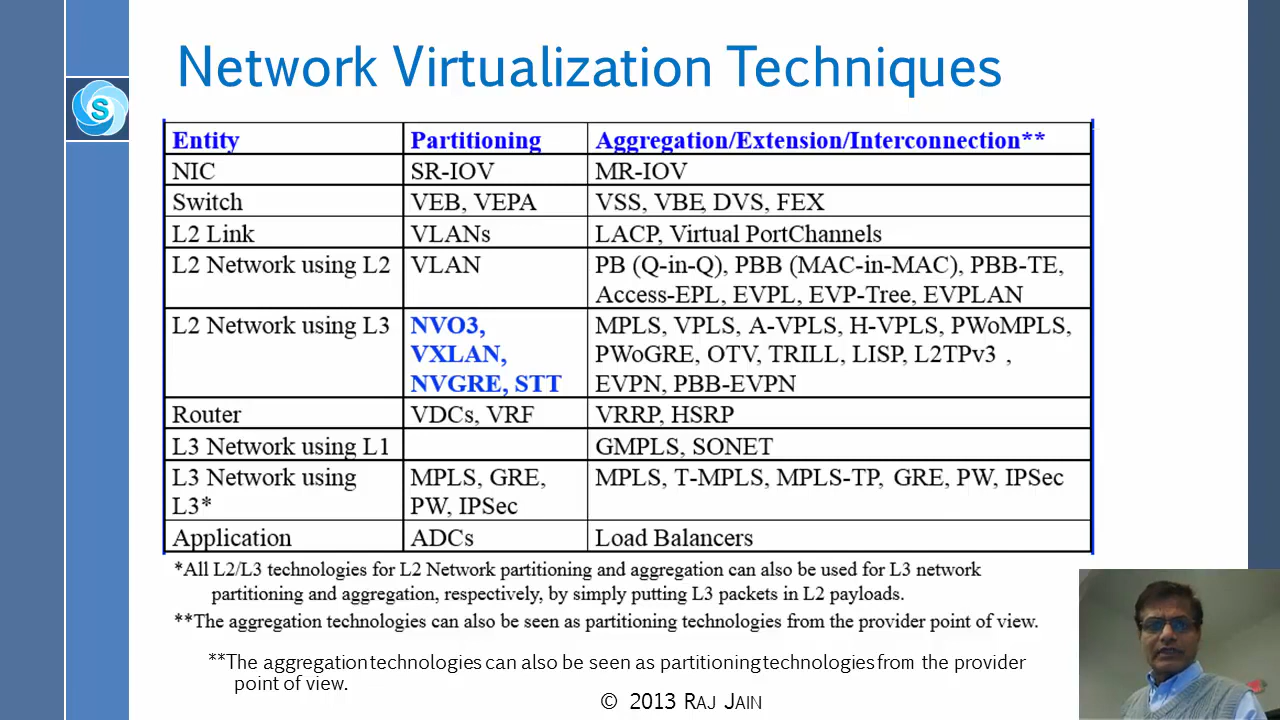 Network Virtualization Techniques
S
Entity Partitioning Aggregation/Extension/Interconnection**
NIC SR-IOV MR-IOV
Switch VEB, VEPA VSS, VBE, DVS, FEX
L2 Link VLANs LACP, Virtual PortChannels
L2 Network using L2 VLAN PB (Q-in-Q), PBB (MAC-in-MAC), PBB-TE,
Access-EPL, EVPL, EVP-Tree, EVPLAN
L2 Network using L3 NVO3, MPLS, VPLS, A-VPLS, H-VPLS, PWoMPLS,
VXLAN, PWoGRE, OTV, TRILL, LISP, L2TPv3 ,
NVGRE, STT EVPN, PBB-EVPN
Router VDCs, VRF VRRP, HSRP
L3 Network using L1 GMPLS, SONET
L3 Network using MPLS, GRE, MPLS, T-MPLS, MPLS-TP, GRE, PW, IPSec
L3* PW, IPSec
Application ADCs Load Balancers
*All L2/L3 technologies for L2 Network partitioning and aggregation can also be used for L3 network
partitioning and aggregation, respectively, by simply putting L3 packets in L2 payloads.
**The aggregation technologies can also be seen as partitioning technologies from the provider point of view.
**The aggregation technologies can also be seen as partitioning technologies from the provider
point of view.
© 2013 RAJ JAIN